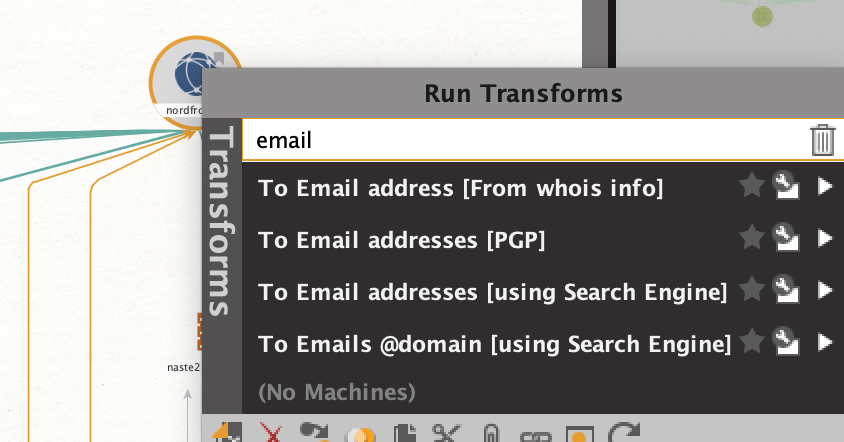 Run Transforms
nordfro
Transforms
email
To Email address [From whois info]
To Email addresses [PGP]
To Email addresses [using Search Engine]
To Emails @domain [using Search Engine]
naste2
(No Machines)